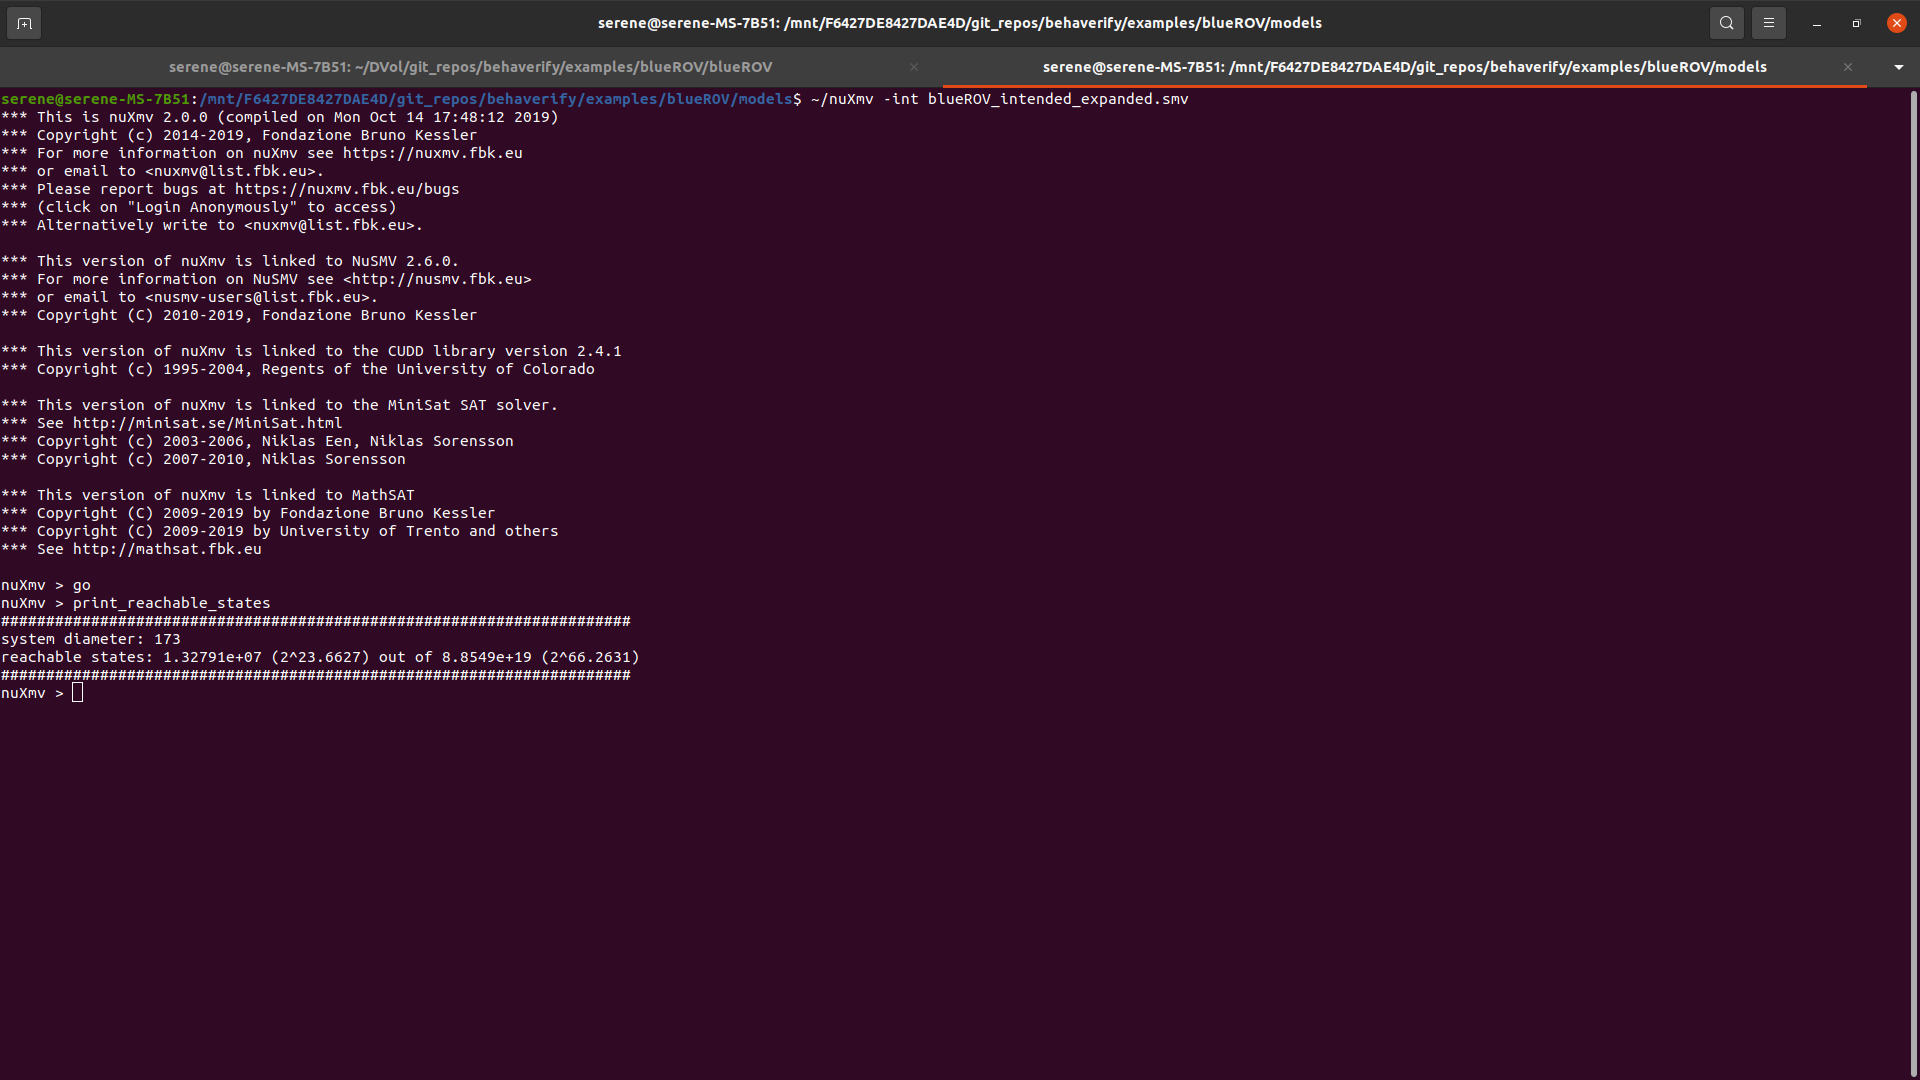 serene@serene-MS-7B51: /mnt/F6427DE8427DAE4D/git_repos/behaverify/examples/blueROV/models
serene@serene-MS-7B51: ~/DVol/git_repos/behaverify/examples/blueROV/blueROV
serene@serene-MS-7B51: /mnt/F6427DE8427DAE4D/git_repos/behaverify/examples/blueROV/models
serene@serene-MS-7B51:/mnt/F6427DE8427DAE4D/git_repos/behaverify/examples/blueROV/models$ ~/nuXmv -int blueROV_intended_expanded.smv
*** This is nuXmv 2.0.0 (compiled on Mon Oct 14 17:48:12 2019)
*** Copyright (c) 2014-2019, Fondazione Bruno Kessler
*** For more information on nuXmv see https://nuxmv.fbk.eu
*** or email to <nuxmv@list.fbk.eu>.
*** Please report bugs at https://nuxmv.fbk.eu/bugs
*** (click on "Login Anonymously" to access)
*** Alternatively write to <nuxmv@list.fbk.eu>.
*** This version of nuXmv is linked to NuSMV 2.6.0.
*** For more information on NuSMV see <http://nusmv.fbk.eu>
*** or email to <nusmv-users@list.fbk.eu>.
*** Copyright (C) 2010-2019, Fondazione Bruno Kessler
*** This version of nuXmv is linked to the CUDD library version 2.4.1
*** Copyright (c) 1995-2004, Regents of the University of Colorado
*** This version of nuXmv is linked to the MiniSat SAT solver.
*** See http://minisat.se/MiniSat.html
*** Copyright (c) 2003-2006, Niklas Een, Niklas Sorensson
*** Copyright (c) 2007-2010, Niklas Sorensson
*** This version of nuXmv is linked to MathSAT
*** Copyright (C) 2009-2019 by Fondazione Bruno Kessler
*** Copyright (C) 2009-2019 by University of Trento and others
*** See http://mathsat.fbk.eu
nuXmv > go
nuXmv > print_reachable_states
######################################################################
system diameter: 173
reachable states: 1.32791e+07 (2^23.6627) out of 8.8549e+19 (2^66.2631)
######################################################################
nuXmv >